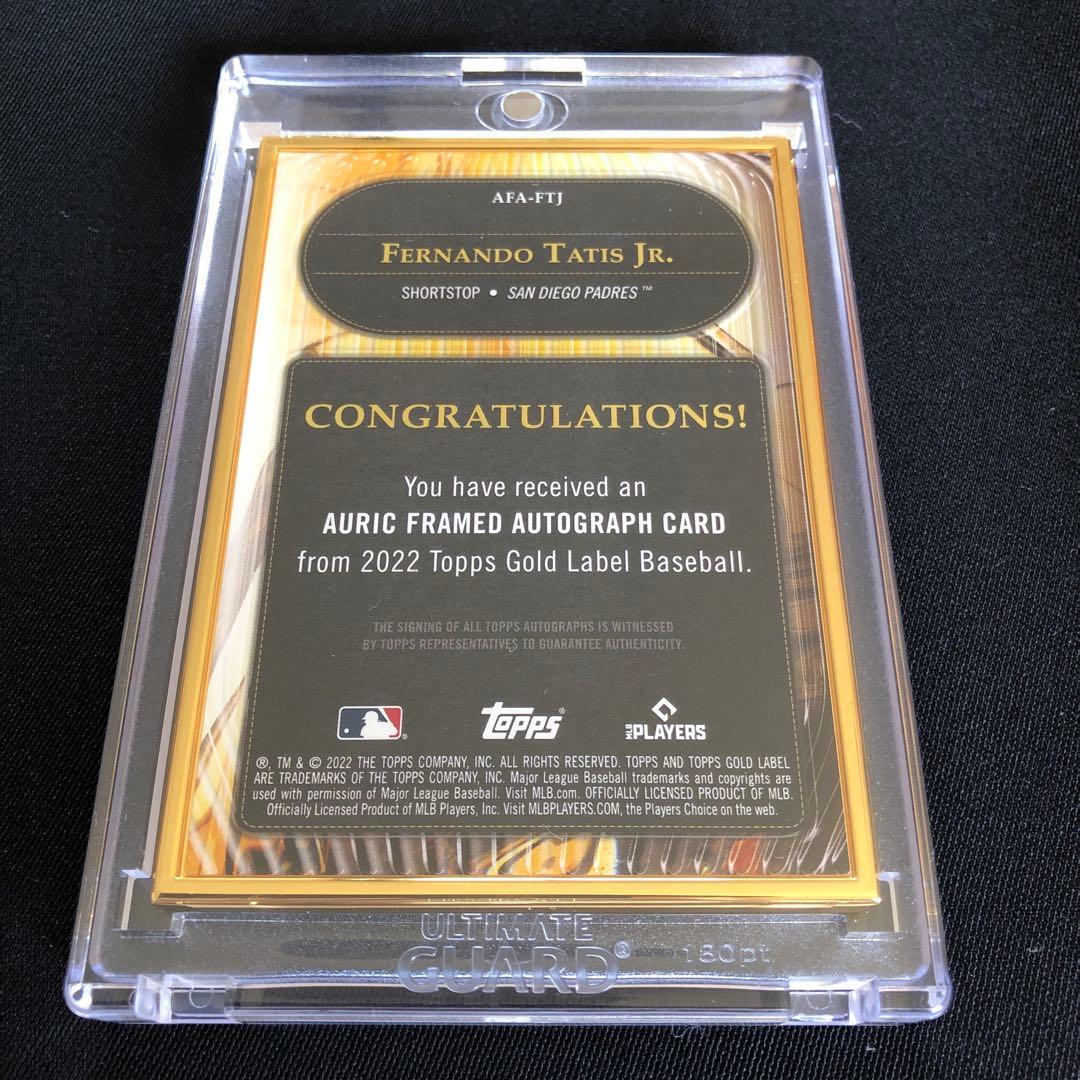 AFA-FTJ
FERNANDO TATIS JR.
SHORTSTOP • SAN DIEGO PADRES™
CONGRATULATIONS!
You have received an
AURIC FRAMED AUTOGRAPH CARD
from 2022 Topps Gold Label Baseball.
THE SIGNING OF ALL TOPPS AUTOGRAPHS IS WITNESSED
BY TOPPS REPRESENTATIVES TO GUARANTEE AUTHENTICITY.
® topps® MLB PLAYERS
®, TM & © 2022 THE TOPPS COMPANY, INC. ALL RIGHTS RESERVED. TOPPS AND TOPPS GOLD LABEL
ARE TRADEMARKS OF THE TOPPS COMPANY, INC. Major League Baseball trademarks and copyrights are
used with permission of Major League Baseball. Visit MLB.com. OFFICIALLY LICENSED PRODUCT OF MLB.
Officially Licensed Product of MLB Players, Inc. Visit MLBPLAYERS.COM, the Players Choice on the web.
ULTIMATE
GUARD® 180pt